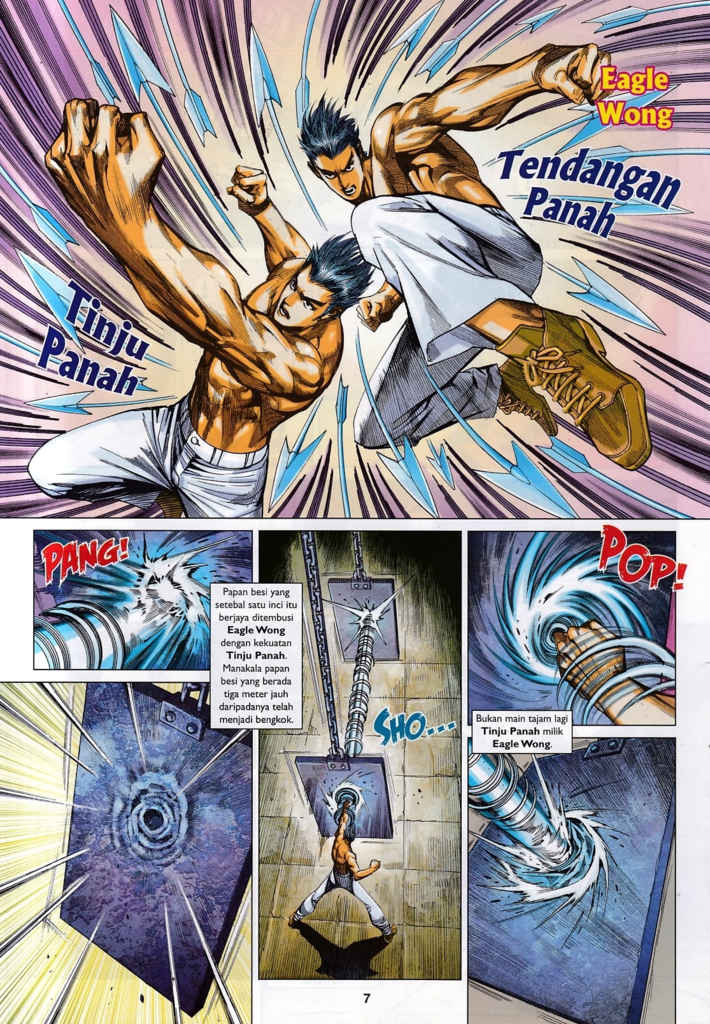 Eagle
Wong
Tendangan
Panah
Tinju
Panah
PANG!
Papan besi yang
setebal satu inci itu
berjaya ditembusi
Eagle Wong
dengan kekuatan
Tinju Panah.
Manakala papan
besi yang berada
tiga meter jauh
daripadanya telah
menjadi bengkok.
SHO...
POP!
Bukan main tajam lagi
Tinju Panah milik
Eagle Wong.
7